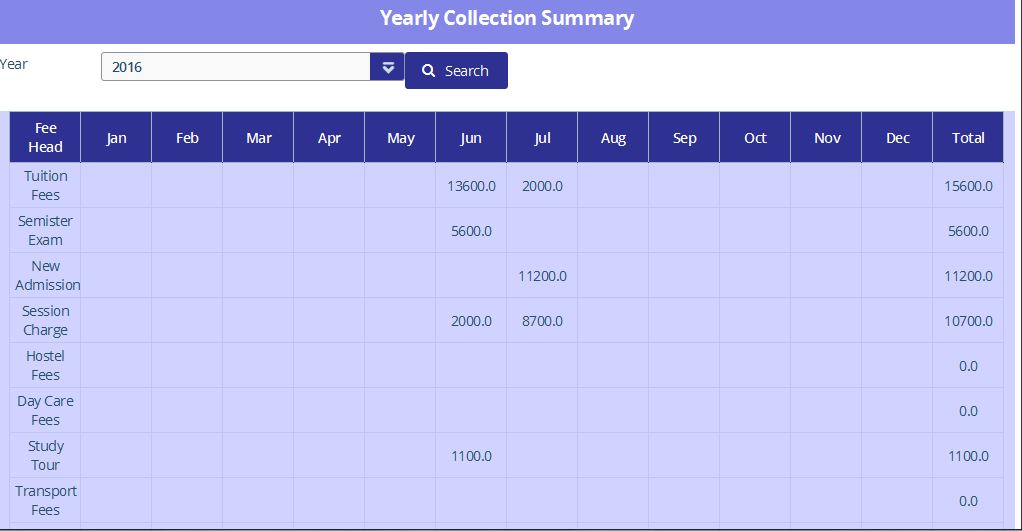 Yearly Collection Summary
Year 2016 Search
Fee Head Jan Feb Mar Apr May Jun Jul Aug Sep Oct Nov Dec Total
Tuition Fees 13600.0 2000.0 15600.0
Semister Exam 5600.0 5600.0
New Admission 11200.0 11200.0
Session Charge 2000.0 8700.0 10700.0
Hostel Fees 0.0
Day Care Fees 0.0
Study Tour 1100.0 1100.0
Transport Fees 0.0